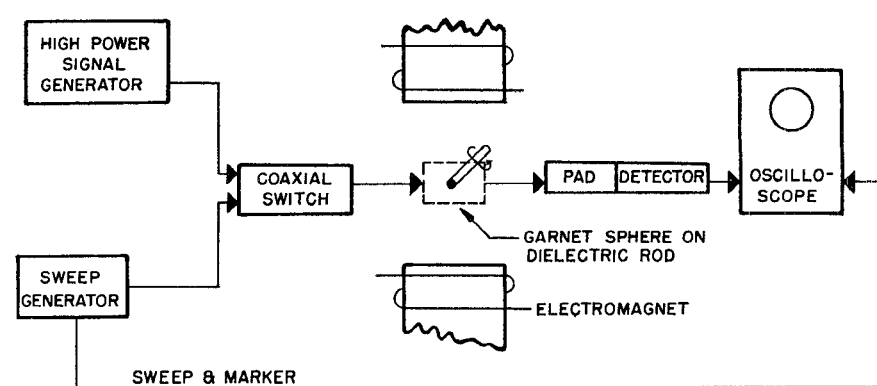 HIGH POWER
SIGNAL
GENERATOR
COAXIAL
SWITCH
PAD
DETECTOR
OSCILLO-
SCOPE
GARNET SPHERE ON
DIELECTRIC ROD
SWEEP
GENERATOR
ELECTROMAGNET
SWEEP & MARKER